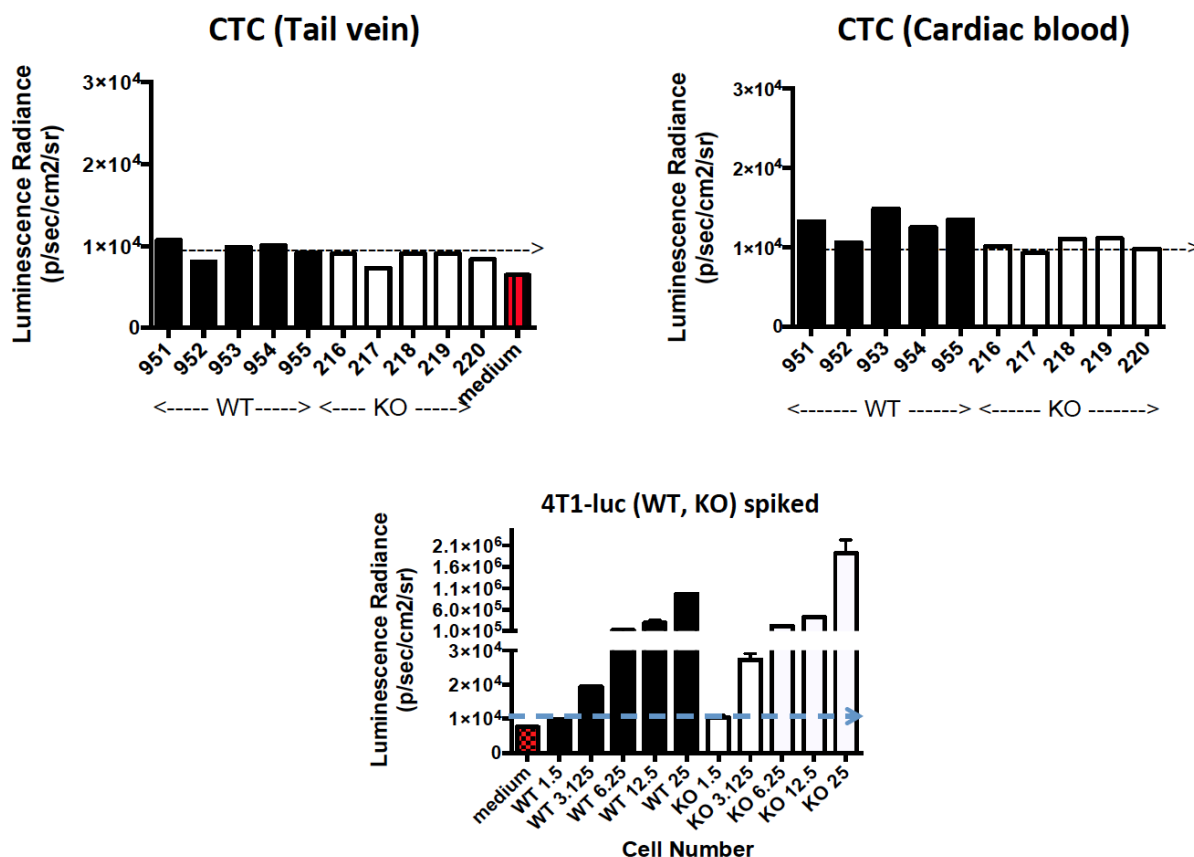 CTC (Tail vein)
Luminescence Radiance
(p/sec/cm2/sr)
3×10⁴
2×10⁴
1×10⁴
0
951
952
953
954
955
216
217
218
219
220
medium
<----- WT-----> <---- KO ----->
CTC (Cardiac blood)
Luminescence Radiance
(p/sec/cm2/sr)
3×10⁴
2×10⁴
1×10⁴
0
951
952
953
954
955
216
217
218
219
220
<------- WT ------> <------ KO ------->
4T1-luc (WT, KO) spiked
Luminescence Radiance
(p/sec/cm2/sr)
2.1×10⁶
1.6×10⁶
1.1×10⁶
6.0×10⁵
1.0×10⁵
3×10⁴
2×10⁴
1×10⁴
0
medium
WT 1.5
WT 3.125
WT 6.25
WT 12.5
WT 25
KO 1.5
KO 3.125
KO 6.25
KO 12.5
KO 25
Cell Number